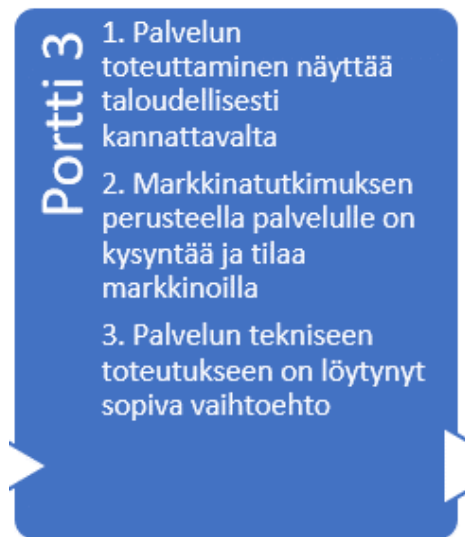 Portti 3
1. Palvelun
toteuttaminen näyttää
taloudellisesti
kannattavalta
2. Markkinatutkimuksen
perusteella palvelulle on
kysyntää ja tilaa
markkinoilla
3. Palvelun tekniseen
toteutukseen on löytynyt
sopiva vaihtoehto